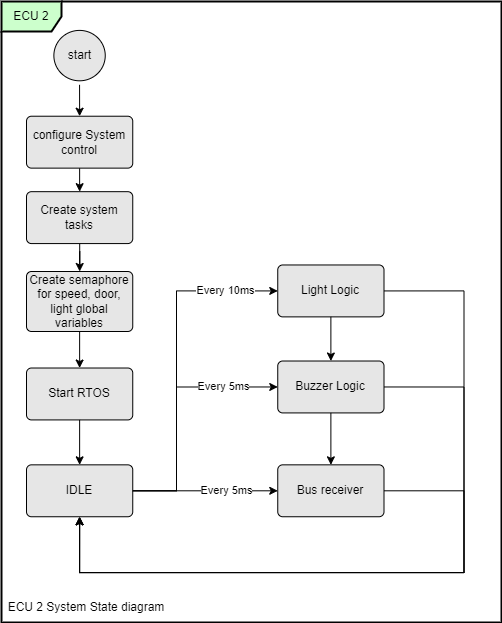 ECU 2
start
configure System
control
Create system
tasks
Create semaphore
for speed, door,
light global
variables
Start RTOS
IDLE
Every 10ms
Light Logic
Every 5ms
Buzzer Logic
Every 5ms
Bus receiver
ECU 2 System State diagram